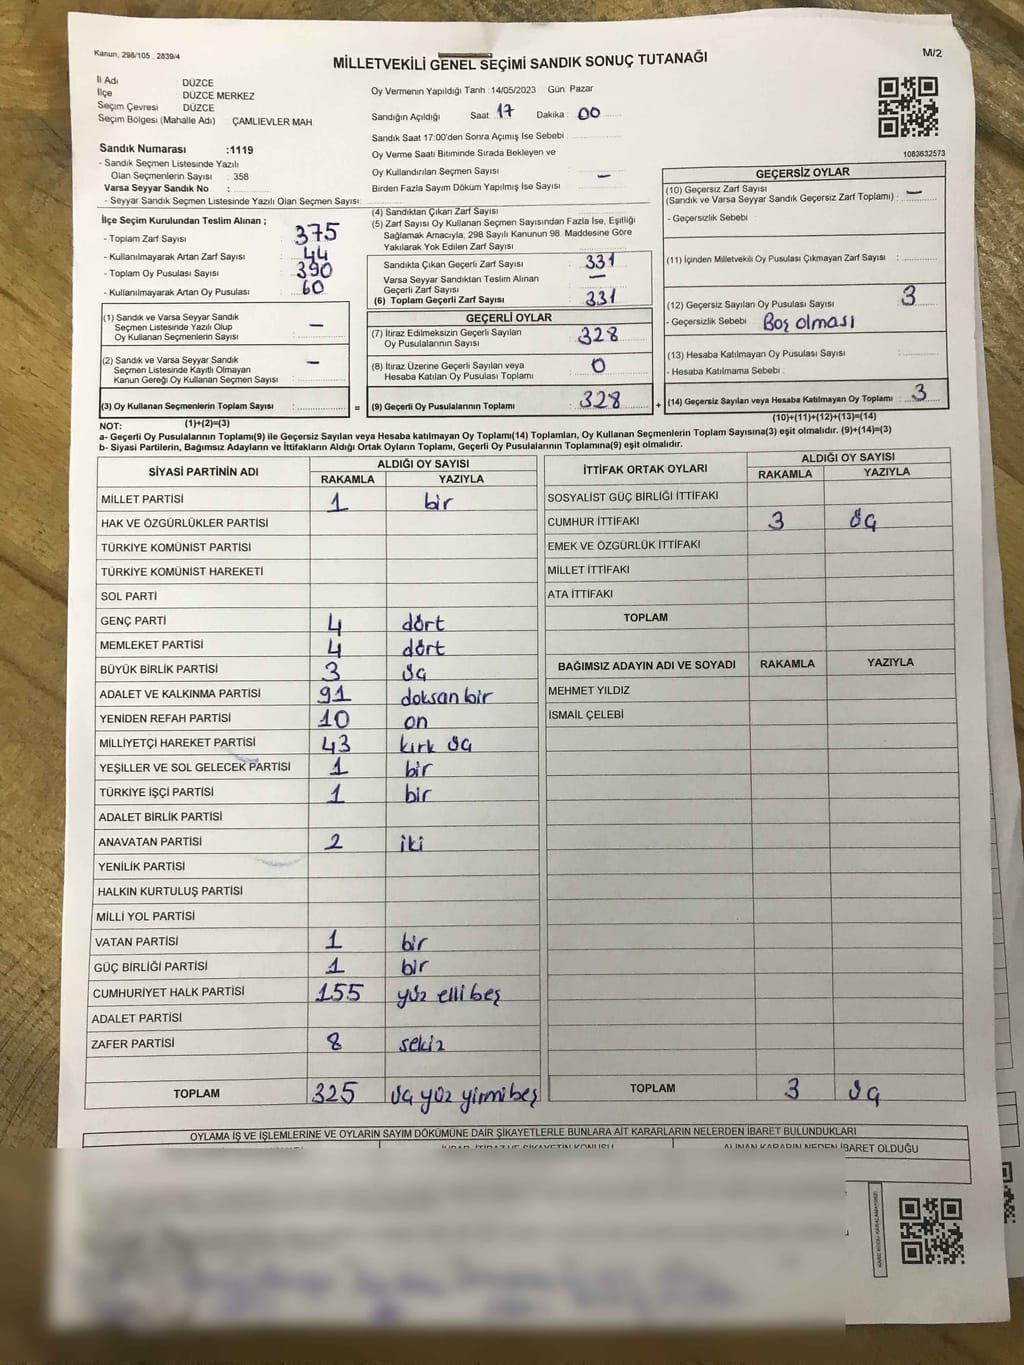 Kanun, 298/105 , 2839/4
MİLLETVEKİLİ GENEL SEÇİMİ SANDIK SONUÇ TUTANAĞI
M/2
İl Adı : DÜZCE
İlçe : DÜZCE MERKEZ
Seçim Çevresi : DÜZCE
Seçim Bölgesi (Mahalle Adı) : ÇAMLIEVLER MAH
Sandık Numarası :1119
- Sandık Seçmen Listesinde Yazılı
Olan Seçmenlerin Sayısı : 358
Varsa Seyyar Sandık No :
- Seyyar Sandık Seçmen Listesinde Yazılı Olan Seçmen Sayısı:
Oy Vermenin Yapıldığı Tarih : 14/05/2023 Gün: Pazar
Sandığın Açıldığı Saat: 17 Dakika: 00
Sandık Saat 17:00'den Sonra Açımış İse Sebebi :
Oy Verme Saati Bitiminde Sırada Bekleyen ve
Oy Kullandırılan Seçmen Sayısı : –
Birden Fazla Sayım Döküm Yapılmış İse Sayısı :
1083632573
İlçe Seçim Kurulundan Teslim Alınan ;
- Toplam Zarf Sayısı : 375
- Kullanılmayarak Artan Zarf Sayısı : 44
- Toplam Oy Pusulası Sayısı : 390
- Kullanılmayarak Artan Oy Pusulası : 60
(1) Sandık ve Varsa Seyyar Sandık
Seçmen Listesinde Yazılı Olup
Oy Kullanan Seçmenlerin Sayısı : –
(2) Sandık ve Varsa Seyyar Sandık
Seçmen Listesinde Kayıtlı Olmayan
Kanun Gereği Oy Kullanan Seçmen Sayısı : –
(3) Oy Kullanan Seçmenlerin Toplam Sayısı :
(1)+(2)=(3)
(4) Sandıktan Çıkan Zarf Sayısı :
(5) Zarf Sayısı Oy Kullanan Seçmen Sayısından Fazla İse, Eşitliği
Sağlamak Amacıyla, 298 Sayılı Kanunun 98. Maddesine Göre
Yakılarak Yok Edilen Zarf Sayısı :
Sandıkta Çıkan Geçerli Zarf Sayısı : 331
Varsa Seyyar Sandıktan Teslim Alınan
Geçerli Zarf Sayısı : –
(6) Toplam Geçerli Zarf Sayısı : 331
GEÇERLİ OYLAR
(7) İtiraz Edilmeksizin Geçerli Sayılan
Oy Pusulalarının Sayısı : 328
(8) İtiraz Üzerine Geçerli Sayılan veya
Hesaba Katılan Oy Pusulası Toplamı : 0
= (9) Geçerli Oy Pusulalarının Toplamı : 328
GEÇERSİZ OYLAR
(10) Geçersiz Zarf Sayısı
(Sandık ve Varsa Seyyar Sandık Geçersiz Zarf Toplamı) : –
- Geçersizlik Sebebi :
(11) İçinden Milletvekili Oy Pusulası Çıkmayan Zarf Sayısı :
(12) Geçersiz Sayılan Oy Pusulası Sayısı : 3
- Geçersizlik Sebebi : Boş olması
(13) Hesaba Katılmayan Oy Pusulası Sayısı :
- Hesaba Katılmama Sebebi :
+ (14) Geçersiz Sayılan veya Hesaba Katılmayan Oy Toplamı : 3
(10)+(11)+(12)+(13)=(14)
NOT:
a- Geçerli Oy Pusulalarının Toplamı(9) ile Geçersiz Sayılan veya Hesaba katılmayan Oy Toplamı(14) Toplamları, Oy Kullanan Seçmenlerin Toplam Sayısına(3) eşit olmalıdır. (9)+(14)=(3)
b- Siyasi Partilerin, Bağımsız Adayların ve İttifakların Aldığı Ortak Oyların Toplamı, Geçerli Oy Pusulalarının Toplamına(9) eşit olmalıdır.
SİYASİ PARTİNİN ADI ALDIĞI OY SAYISI
RAKAMLA YAZIYLA
MİLLET PARTİSİ 1 bir
HAK VE ÖZGÜRLÜKLER PARTİSİ
TÜRKİYE KOMÜNİST PARTİSİ
TÜRKİYE KOMÜNİST HAREKETİ
SOL PARTİ
GENÇ PARTİ 4 dört
MEMLEKET PARTİSİ 4 dört
BÜYÜK BİRLİK PARTİSİ 3 üç
ADALET VE KALKINMA PARTİSİ 91 doksan bir
YENİDEN REFAH PARTİSİ 10 on
MİLLİYETÇİ HAREKET PARTİSİ 43 kırk üç
YEŞİLLER VE SOL GELECEK PARTİSİ 1 bir
TÜRKİYE İŞÇİ PARTİSİ 1 bir
ADALET BİRLİK PARTİSİ
ANAVATAN PARTİSİ 2 iki
YENİLİK PARTİSİ
HALKIN KURTULUŞ PARTİSİ
MİLLİ YOL PARTİSİ
VATAN PARTİSİ 1 bir
GÜÇ BİRLİĞİ PARTİSİ 1 bir
CUMHURİYET HALK PARTİSİ 155 yüz elli beş
ADALET PARTİSİ
ZAFER PARTİSİ 8 sekiz
TOPLAM 325 üç yüz yirmi beş
İTTİFAK ORTAK OYLARI ALDIĞI OY SAYISI
RAKAMLA YAZIYLA
SOSYALİST GÜÇ BİRLİĞİ İTTİFAKI
CUMHUR İTTİFAKI 3 üç
EMEK VE ÖZGÜRLÜK İTTİFAKI
MİLLET İTTİFAKI
ATA İTTİFAKI
TOPLAM
BAĞIMSIZ ADAYIN ADI VE SOYADI RAKAMLA YAZIYLA
MEHMET YILDIZ
İSMAİL ÇELEBİ
TOPLAM 3 üç
OYLAMA İŞ VE İŞLEMLERİNE VE OYLARIN SAYIM DÖKÜMÜNE DAİR ŞİKAYETLERLE BUNLARA AİT KARARLARIN NELERDEN İBARET BULUNDUKLARI
ALINAN KARARIN NEDEN İBARET OLDUĞU